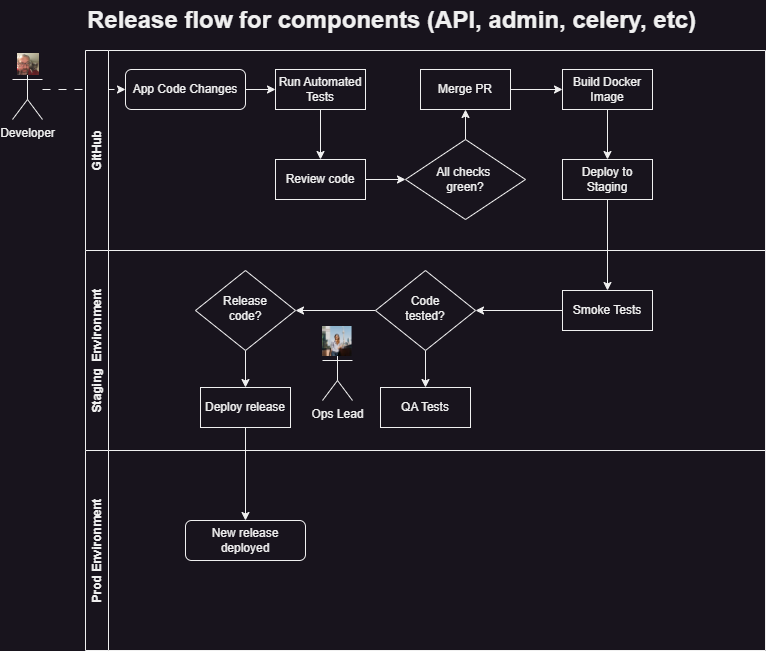 Release flow for components (API, admin, celery, etc)
Developer
GitHub
App Code Changes
Run Automated
Tests
Merge PR
Build Docker
Image
Review code
All checks
green?
Deploy to
Staging
Staging Environment
Release
code?
Code
tested?
Smoke Tests
Ops Lead
Deploy release
QA Tests
Prod Environment
New release
deployed